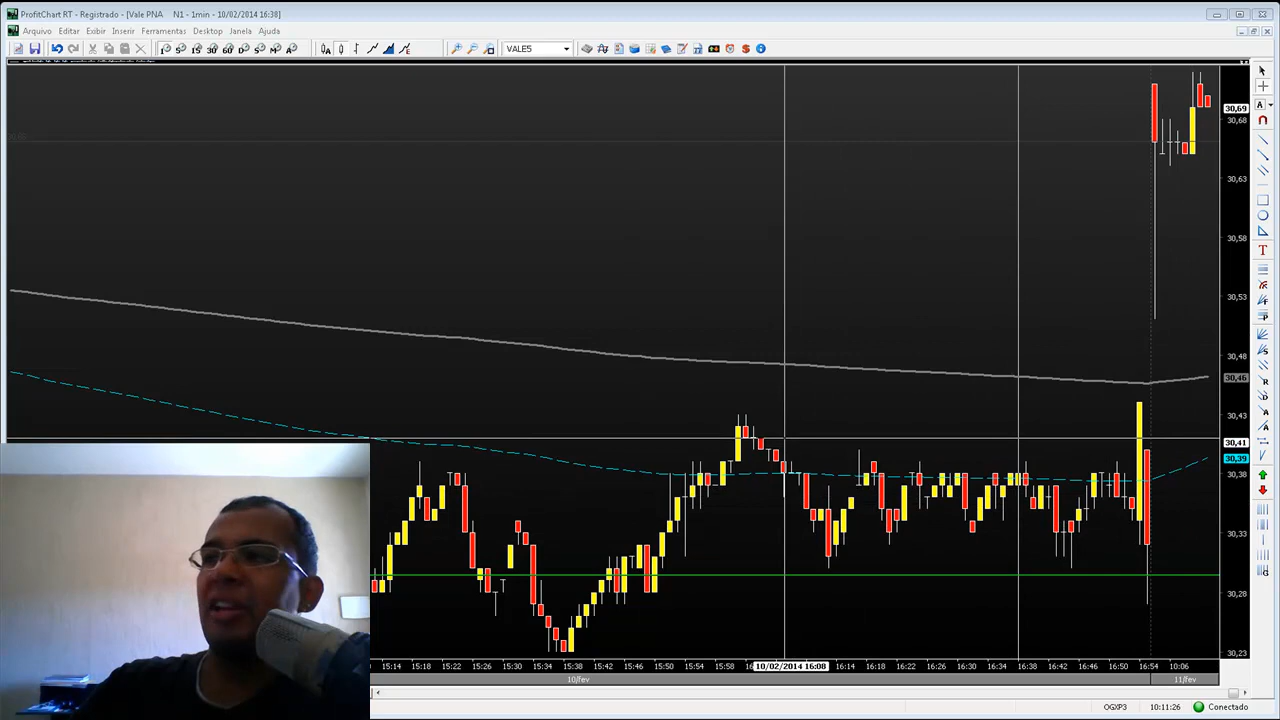 ProfitChart RT - Registrado - [Vale PNA N1 - 1min - 10/02/2014 16:38]
Arquivo Editar Exibir Inserir Ferramentas Desktop Janela Ajuda
VALE5
30,69
30,68
30,63
30,58
30,53
30,48
30,46
30,43
30,41
30,39
30,38
30,33
30,28
30,23
15:14 15:18 15:22 15:30 15:34 15:38 15:42 15:46 15:50 15:54 15:58 10/02/2014 16:08 16:14 16:22 16:26 16:30 16:34 16:38 16:42 16:46 16:50 16:54 10:06
10/fev 11/fev
OGXP3 10:11:26 Conectado